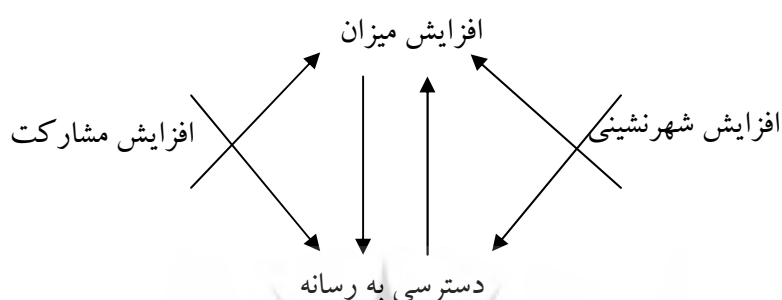 افزایش میزان
افزایش شهرنشینی
افزایش مشارکت
دسترسی به رسانه